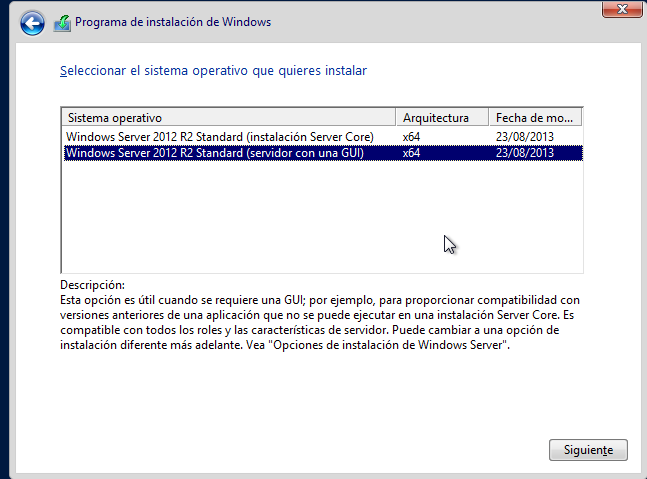 Programa de instalación de Windows
Seleccionar el sistema operativo que quieres instalar
Sistema operativo Arquitectura Fecha de mo...
Windows Server 2012 R2 Standard (instalación Server Core) x64 23/08/2013
Windows Server 2012 R2 Standard (servidor con una GUI) x64 23/08/2013
Descripción:
Esta opción es útil cuando se requiere una GUI; por ejemplo, para proporcionar compatibilidad con
versiones anteriores de una aplicación que no se puede ejecutar en una instalación Server Core. Es
compatible con todos los roles y las características de servidor. Puede cambiar a una opción de
instalación diferente más adelante. Vea "Opciones de instalación de Windows Server".
Siguiente